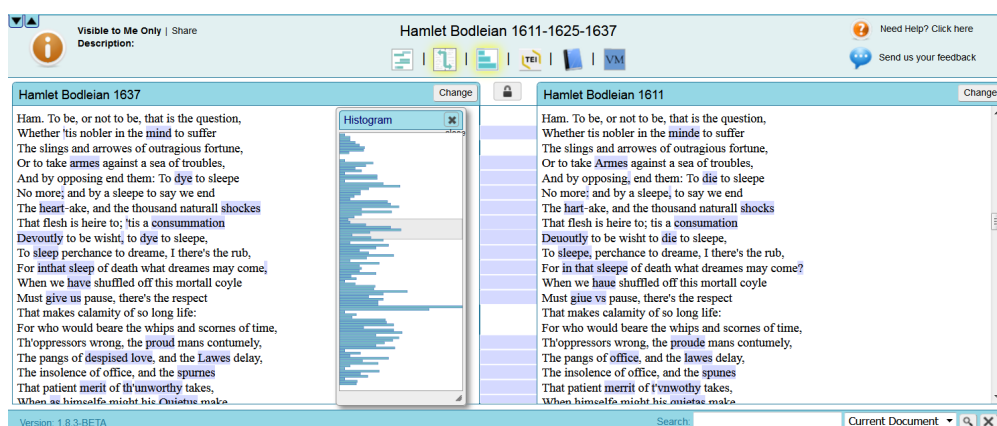 Visible to Me Only | Share
Description:
Hamlet Bodleian 1611-1625-1637
| | | TEI | | VM
Need Help? Click here
Send us your feedback
Hamlet Bodleian 1637
Change
Ham. To be, or not to be, that is the question,
Whether 'tis nobler in the mind to suffer
The slings and arrowes of outragious fortune,
Or to take armes against a sea of troubles,
And by opposing end them: To dye to sleepe
No more; and by a sleepe to say we end
The heart-ake, and the thousand naturall shockes
That flesh is heire to; 'tis a consummation
Devoutly to be wisht, to dye to sleepe,
To sleep perchance to dreame, I there's the rub,
For inthat sleep of death what dreames may come,
When we have shuffled off this mortall coyle
Must give us pause, there's the respect
That makes calamity of so long life:
For who would beare the whips and scornes of time,
Th'oppressors wrong, the proud mans contumely,
The pangs of despised love, and the Lawes delay,
The insolence of office, and the spurnes
That patient merit of th'unworthy takes,
When as himselfe might his Quietus make
Histogram
Hamlet Bodleian 1611
Change
Ham. To be, or not to be, that is the question,
Whether tis nobler in the minde to suffer
The slings and arrowes of outragious fortune,
Or to take Armes against a sea of troubles,
And by opposing, end them: To die to sleepe
No more: and by a sleepe, to say we end
The hart-ake, and the thousand naturall shocks
That flesh is heire to; tis a consumation
Deuoutly to be wisht to die to sleepe,
To sleepe, perchance to dreame, I there's the rub,
For in that sleepe of death what dreames may come?
When we haue shuffled off this mortall coyle
Must giue vs pause, there's the respect
That makes calamity of so long life:
For who would beare the whips and scornes of time,
Th'oppressors wrong, the proude mans contumely,
The pangs of office, and the lawes delay,
The insolence of office, and the spunes
That patient merrit of t'vnwothy takes,
When himselfe might his quietas make
Version: 1.8.3-BETA
Search:
Current Document